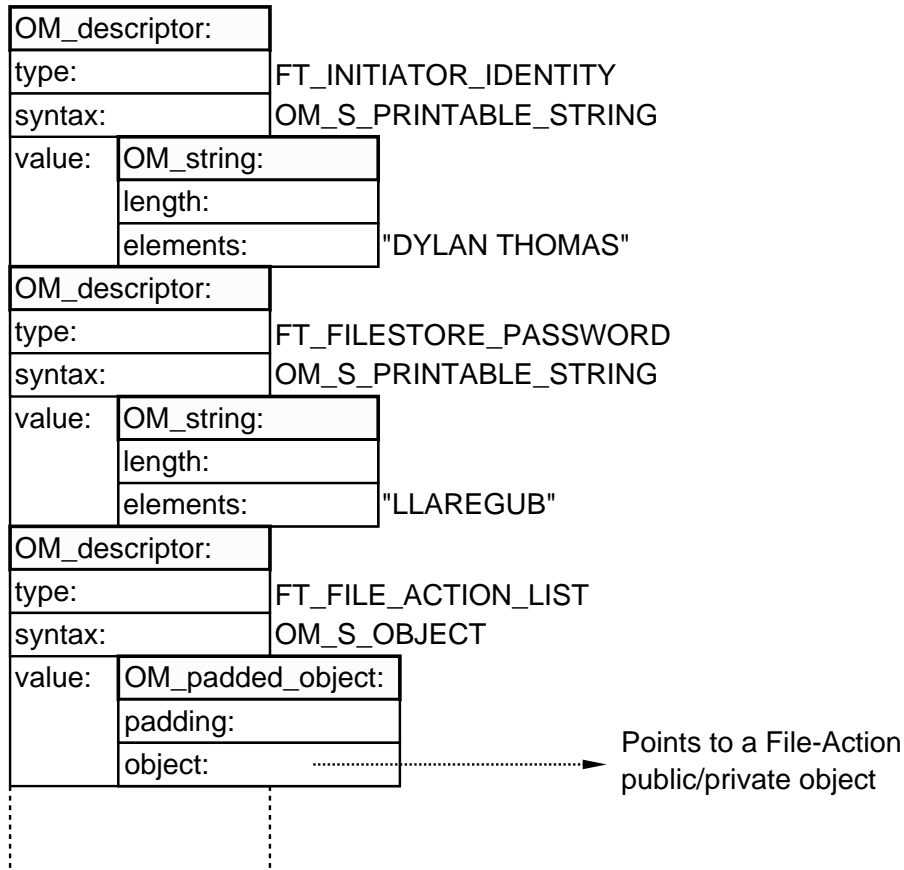 OM_descriptor:
type: FT_INITIATOR_IDENTITY
syntax: OM_S_PRINTABLE_STRING
value: OM_string:
length:
elements: "DYLAN THOMAS"
OM_descriptor:
type: FT_FILESTORE_PASSWORD
syntax: OM_S_PRINTABLE_STRING
value: OM_string:
length:
elements: "LLAREGUB"
OM_descriptor:
type: FT_FILE_ACTION_LIST
syntax: OM_S_OBJECT
value: OM_padded_object:
padding:
object:
Points to a File-Action
public/private object